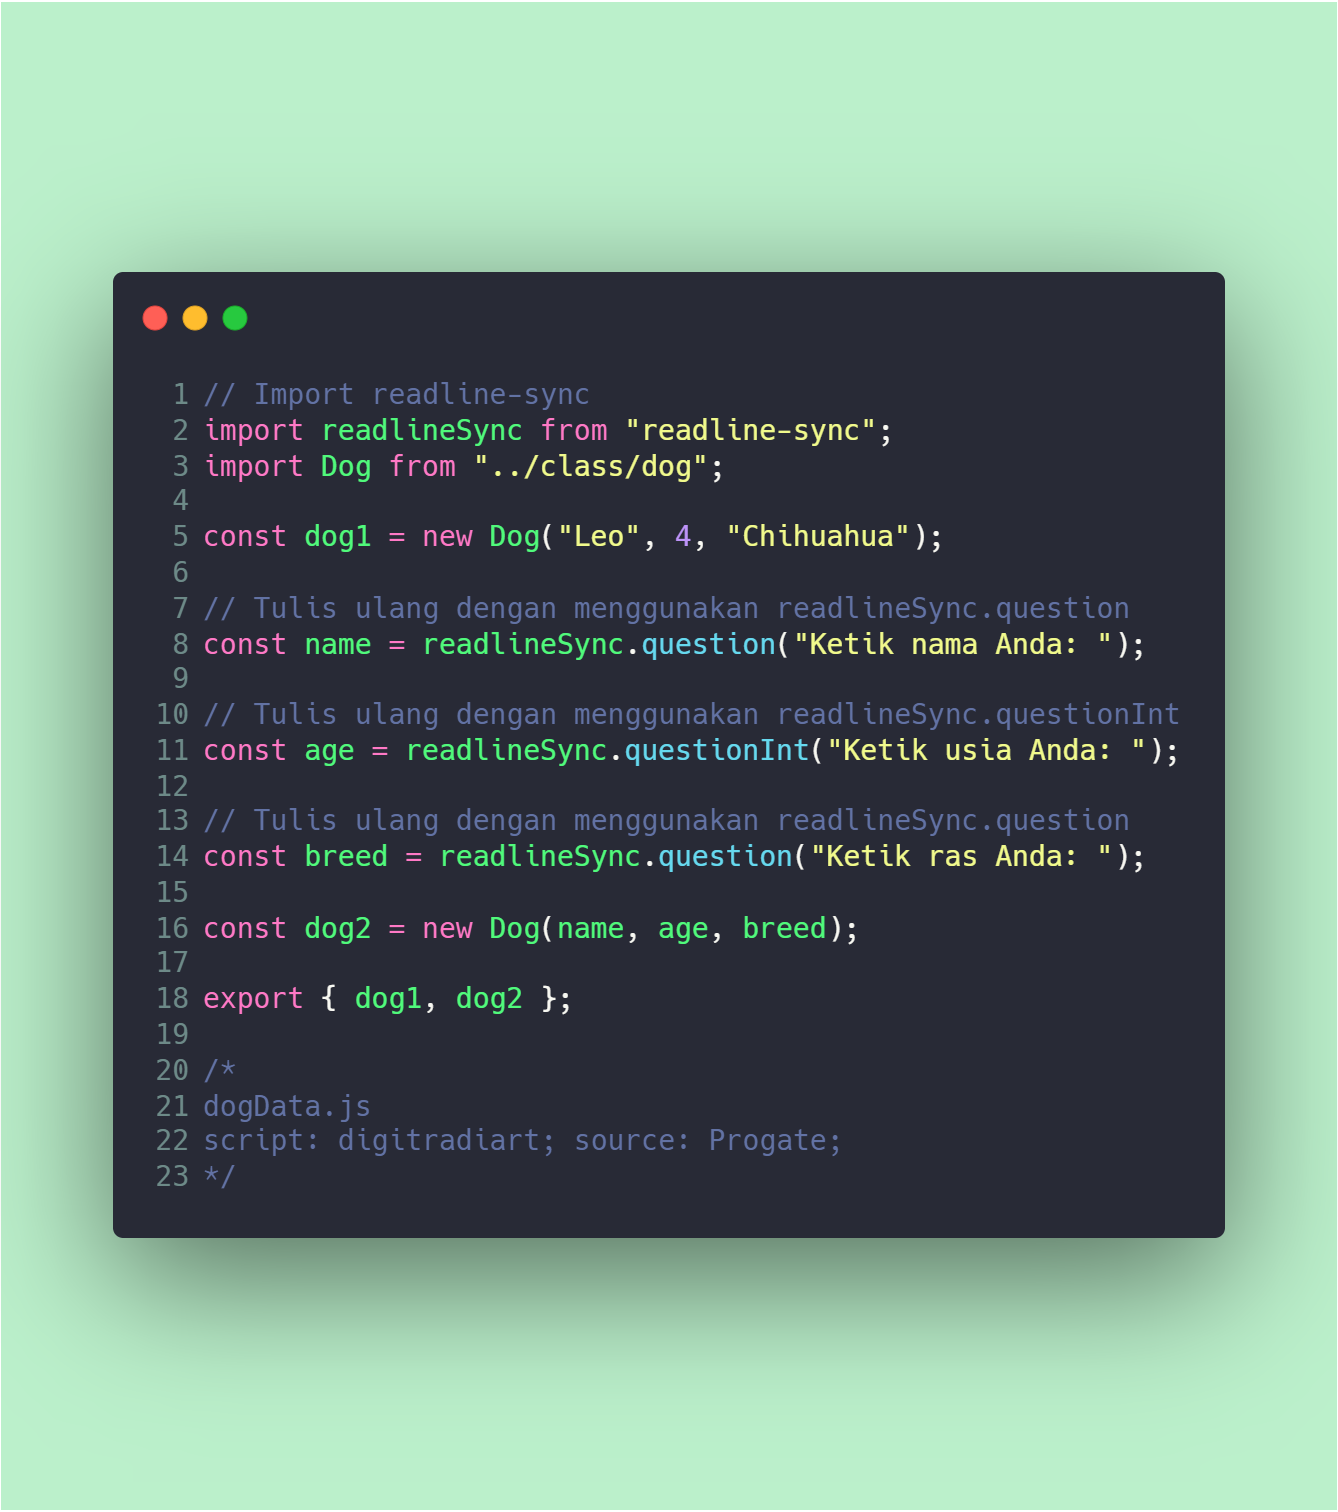 1 // Import readline-sync
2 import readlineSync from "readline-sync";
3 import Dog from "../class/dog";
4
5 const dog1 = new Dog("Leo", 4, "Chihuahua");
6
7 // Tulis ulang dengan menggunakan readlineSync.question
8 const name = readlineSync.question("Ketik nama Anda: ");
9
10 // Tulis ulang dengan menggunakan readlineSync.questionInt
11 const age = readlineSync.questionInt("Ketik usia Anda: ");
12
13 // Tulis ulang dengan menggunakan readlineSync.question
14 const breed = readlineSync.question("Ketik ras Anda: ");
15
16 const dog2 = new Dog(name, age, breed);
17
18 export { dog1, dog2 };
19
20 /*
21 dogData.js
22 script: digitradiart; source: Progate;
23 */